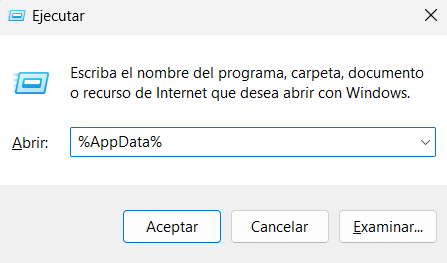 Ejecutar
Escriba el nombre del programa, carpeta, documento
o recurso de Internet que desea abrir con Windows.
Abrir: %AppData%
Aceptar Cancelar Examinar...